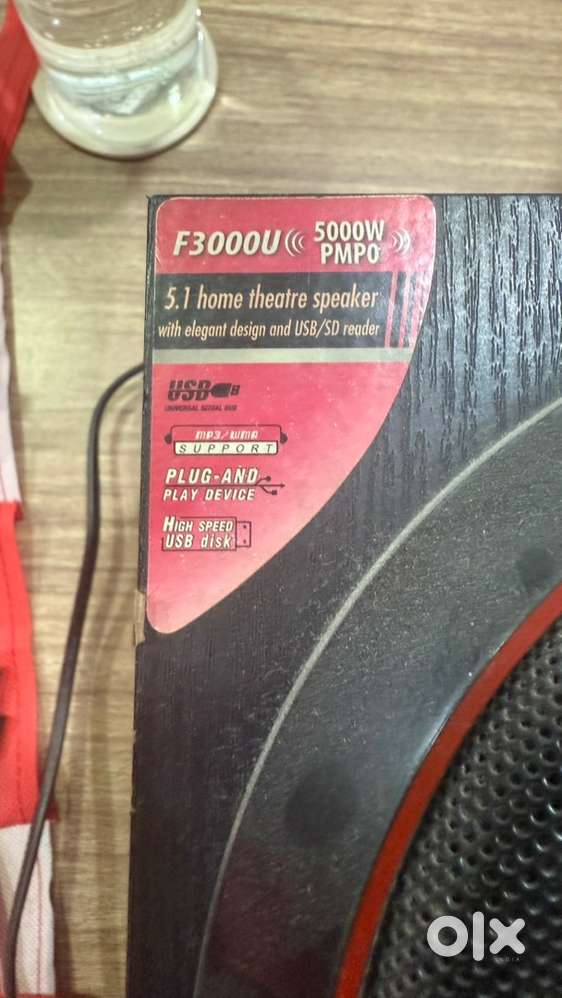 F3000U 5000W
PMPO
5.1 home theatre speaker
with elegant design and USB/SD reader
USB B
UNIVERSAL SERIAL BUS
MP3/WMA
SUPPORT
PLUG-AND
PLAY DEVICE
HIGH SPEED
USB disk
olx
INDIA